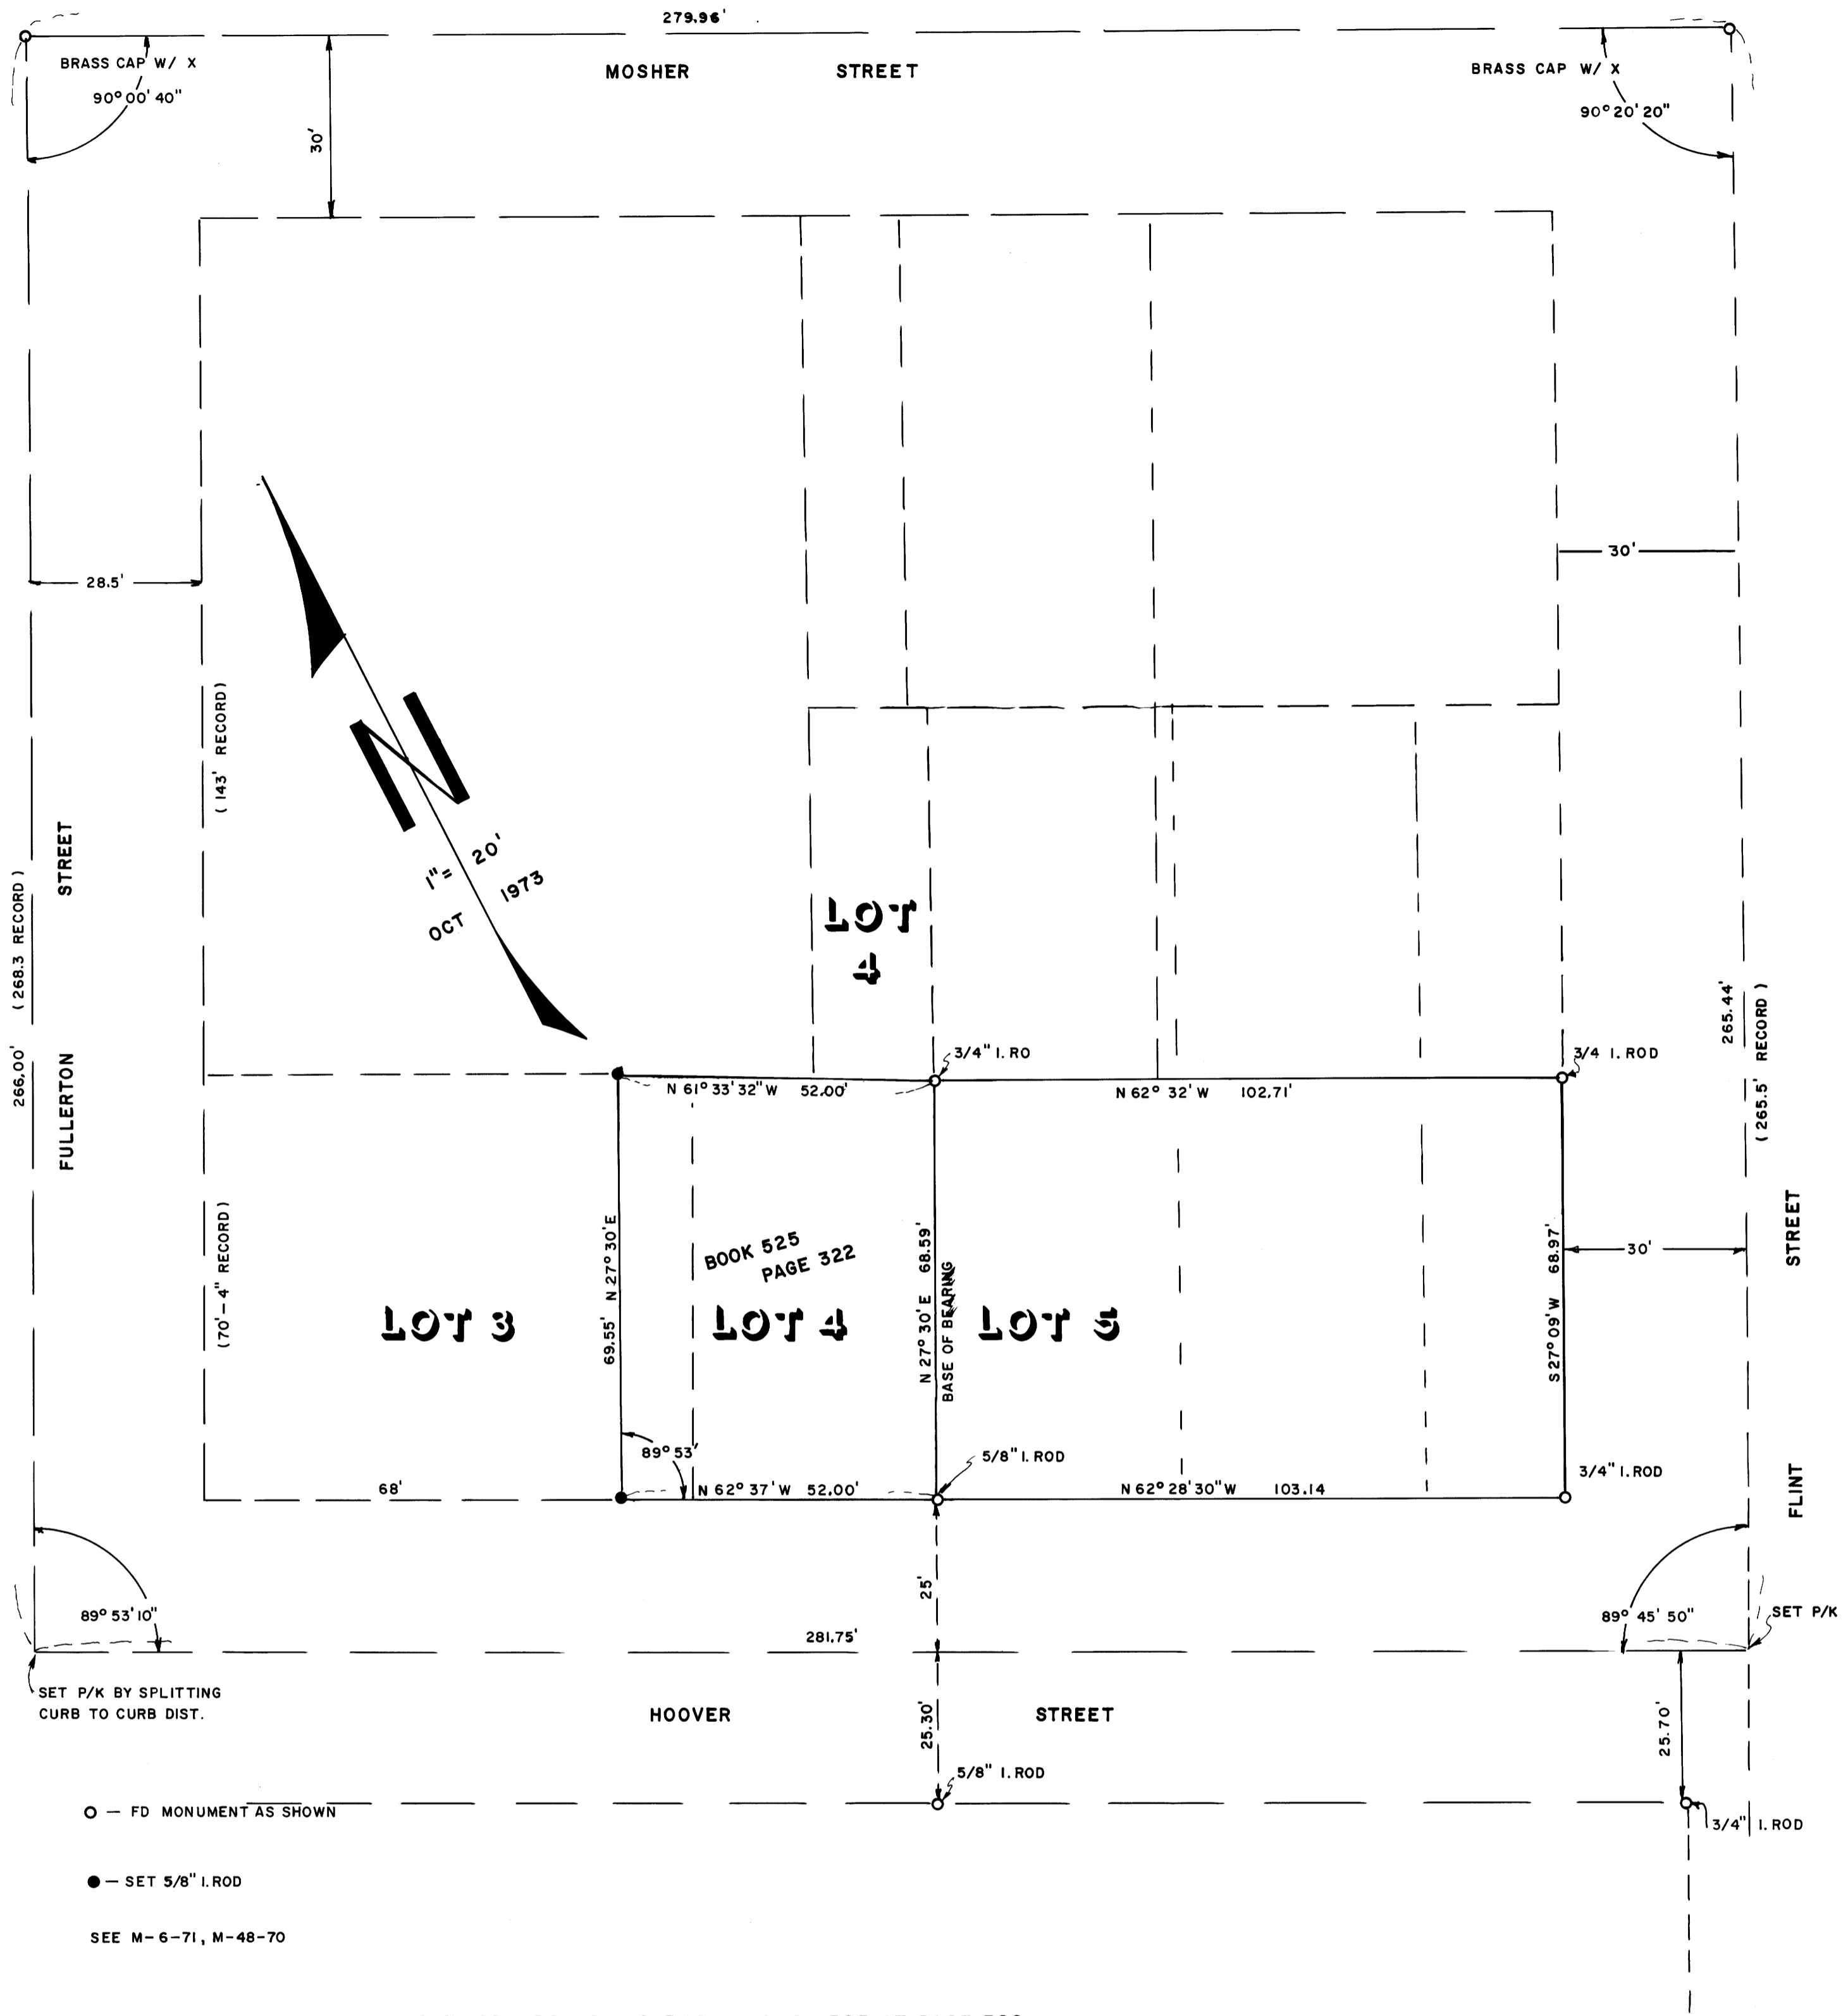 279.96'
BRASS CAP W/ X
90° 00' 40"
MOSHER STREET
BRASS CAP W/ X
90° 20' 20"
30'
28.5'
30'
( 143' RECORD )
1" = 20'
OCT 1973
STREET
FULLERTON
266.00' ( 268.3 RECORD )
LOT
4
265.44'
( 265.5' RECORD )
3/4" I. RO
3/4 I. ROD
N 61° 33' 32" W 52.00'
N 62° 32' W 102.71'
(70'-4" RECORD )
69.55' N 27° 30' E
BOOK 525
PAGE 322
N 27° 30' E 68.59'
BASE OF BEARING
S 27° 09' W 68.97'
30'
STREET
FLINT
LOT 3
LOT 4
LOT 5
89° 53'
5/8" I. ROD
3/4" I. ROD
68'
N 62° 37' W 52.00'
N 62° 28' 30" W 103.14
25'
89° 53' 10"
89° 45' 50"
SET P/K
281.75'
SET P/K BY SPLITTING
CURB TO CURB DIST.
HOOVER STREET
25.30'
25.70'
5/8" I. ROD
3/4" I. ROD
O — FD MONUMENT AS SHOWN
● — SET 5/8" I. ROD
SEE M-6-71, M-48-70